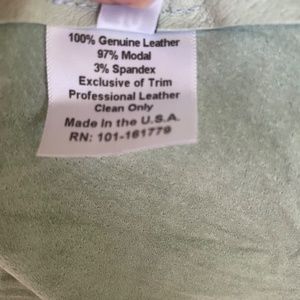 100% Genuine Leather
97% Modal
3% Spandex
Exclusive of Trim
Professional Leather
Clean Only
Made In the U.S.A.
RN: 101-161779